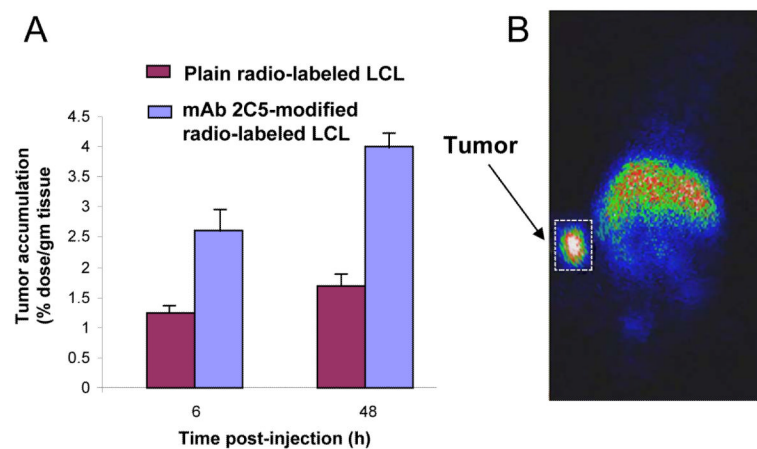 A
B
Plain radio-labeled LCL
mAb 2C5-modified
radio-labeled LCL
Tumor accumulation
(% dose/gm tissue
4.5
4
3.5
3
2.5
2
1.5
1
0.5
0
6
48
Time post-injection (h)
Tumor